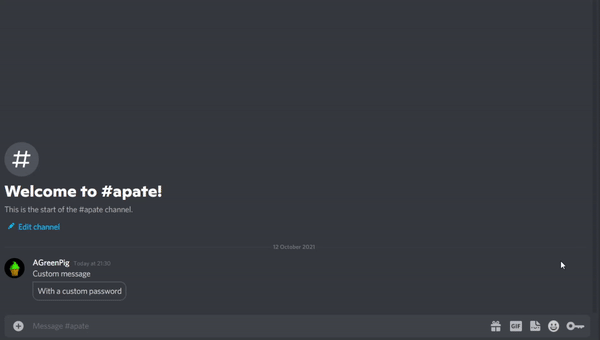 Welcome to #apate!
This is the start of the #apate channel.
Edit channel
12 October 2021
AGreenPig Today at 21:30
Custom message
With a custom password
Message #apate
GIF